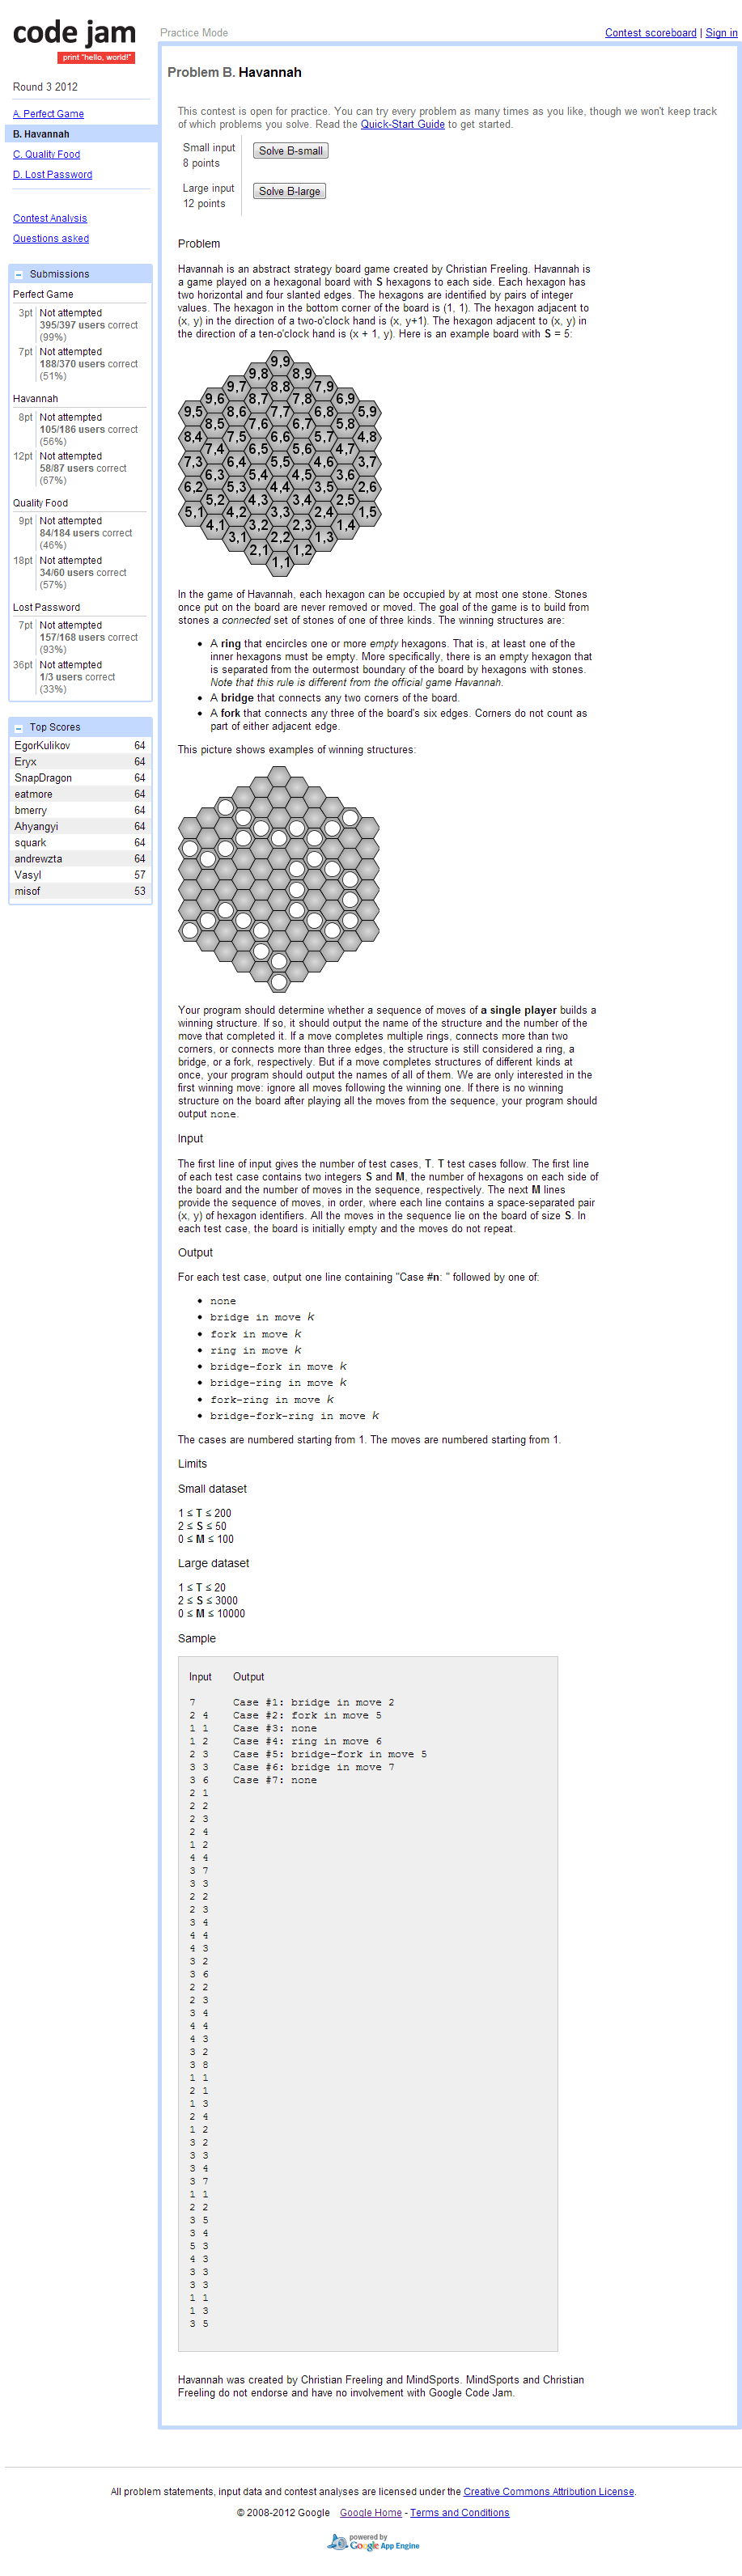 code jam
print "hello, world!"
Practice Mode
Contest scoreboard | Sign in
Round 3 2012
A. Perfect Game
B. Havannah
C. Quality Food
D. Lost Password
Contest Analysis
Questions asked
Submissions
Perfect Game
3pt Not attempted
395/397 users correct
(99%)
7pt Not attempted
188/370 users correct
(51%)
Havannah
8pt Not attempted
105/186 users correct
(56%)
12pt Not attempted
58/87 users correct
(67%)
Quality Food
9pt Not attempted
84/184 users correct
(46%)
18pt Not attempted
34/60 users correct
(57%)
Lost Password
7pt Not attempted
157/168 users correct
(93%)
36pt Not attempted
1/3 users correct
(33%)
Top Scores
EgorKulikov 64
Eryx 64
SnapDragon 64
eatmore 64
bmerry 64
Ahyangyi 64
squark 64
andrewzta 64
Vasyl 57
misof 53
Problem B. Havannah
This contest is open for practice. You can try every problem as many times as you like, though we won't keep track
of which problems you solve. Read the Quick-Start Guide to get started.
Small input
8 points
Solve B-small
Large input
12 points
Solve B-large
Problem
Havannah is an abstract strategy board game created by Christian Freeling. Havannah is
a game played on a hexagonal board with S hexagons to each side. Each hexagon has
two horizontal and four slanted edges. The hexagons are identified by pairs of integer
values. The hexagon in the bottom corner of the board is (1, 1). The hexagon adjacent to
(x, y) in the direction of a two-o'clock hand is (x, y+1). The hexagon adjacent to (x, y) in
the direction of a ten-o'clock hand is (x + 1, y). Here is an example board with S = 5:
9,9
9,8 8,9
9,7 8,8 7,9
9,6 8,7 7,8 6,9
9,5 8,6 7,7 6,8 5,9
8,5 7,6 6,7 5,8
8,4 7,5 6,6 5,7 4,8
7,4 6,5 5,6 4,7
7,3 6,4 5,5 4,6 3,7
6,3 5,4 4,5 3,6
6,2 5,3 4,4 3,5 2,6
5,2 4,3 3,4 2,5
5,1 4,2 3,3 2,4 1,5
4,1 3,2 2,3 1,4
3,1 2,2 1,3
2,1 1,2
1,1
In the game of Havannah, each hexagon can be occupied by at most one stone. Stones
once put on the board are never removed or moved. The goal of the game is to build from
stones a connected set of stones of one of three kinds. The winning structures are:
• A ring that encircles one or more empty hexagons. That is, at least one of the
inner hexagons must be empty. More specifically, there is an empty hexagon that
is separated from the outermost boundary of the board by hexagons with stones.
Note that this rule is different from the official game Havannah.
• A bridge that connects any two corners of the board.
• A fork that connects any three of the board's six edges. Corners do not count as
part of either adjacent edge.
This picture shows examples of winning structures:
Your program should determine whether a sequence of moves of a single player builds a
winning structure. If so, it should output the name of the structure and the number of the
move that completed it. If a move completes multiple rings, connects more than two
corners, or connects more than three edges, the structure is still considered a ring, a
bridge, or a fork, respectively. But if a move completes structures of different kinds at
once, your program should output the names of all of them. We are only interested in the
first winning move: ignore all moves following the winning one. If there is no winning
structure on the board after playing all the moves from the sequence, your program should
output none.
Input
The first line of input gives the number of test cases, T. T test cases follow. The first line
of each test case contains two integers S and M, the number of hexagons on each side of
the board and the number of moves in the sequence, respectively. The next M lines
provide the sequence of moves, in order, where each line contains a space-separated pair
(x, y) of hexagon identifiers. All the moves in the sequence lie on the board of size S. In
each test case, the board is initially empty and the moves do not repeat.
Output
For each test case, output one line containing "Case #n: " followed by one of:
• none
• bridge in move k
• fork in move k
• ring in move k
• bridge-fork in move k
• bridge-ring in move k
• fork-ring in move k
• bridge-fork-ring in move k
The cases are numbered starting from 1. The moves are numbered starting from 1.
Limits
Small dataset
1 ≤ T ≤ 200
2 ≤ S ≤ 50
0 ≤ M ≤ 100
Large dataset
1 ≤ T ≤ 20
2 ≤ S ≤ 3000
0 ≤ M ≤ 10000
Sample
Input Output
7 Case #1: bridge in move 2
2 4 Case #2: fork in move 5
1 1 Case #3: none
1 2 Case #4: ring in move 6
2 3 Case #5: bridge-fork in move 5
3 3 Case #6: bridge in move 7
3 6 Case #7: none
2 1
2 2
2 3
2 4
1 2
4 4
3 7
3 3
2 2
2 3
3 4
4 4
4 3
3 2
3 6
2 2
2 3
3 4
4 4
4 3
3 2
3 8
1 1
2 1
1 3
2 4
1 2
3 2
3 3
3 4
3 7
1 1
2 2
3 5
3 4
5 3
4 3
3 3
3 3
1 1
1 3
3 5
Havannah was created by Christian Freeling and MindSports. MindSports and Christian
Freeling do not endorse and have no involvement with Google Code Jam.
All problem statements, input data and contest analyses are licensed under the Creative Commons Attribution License.
© 2008-2012 Google Google Home - Terms and Conditions
powered by
Google App Engine